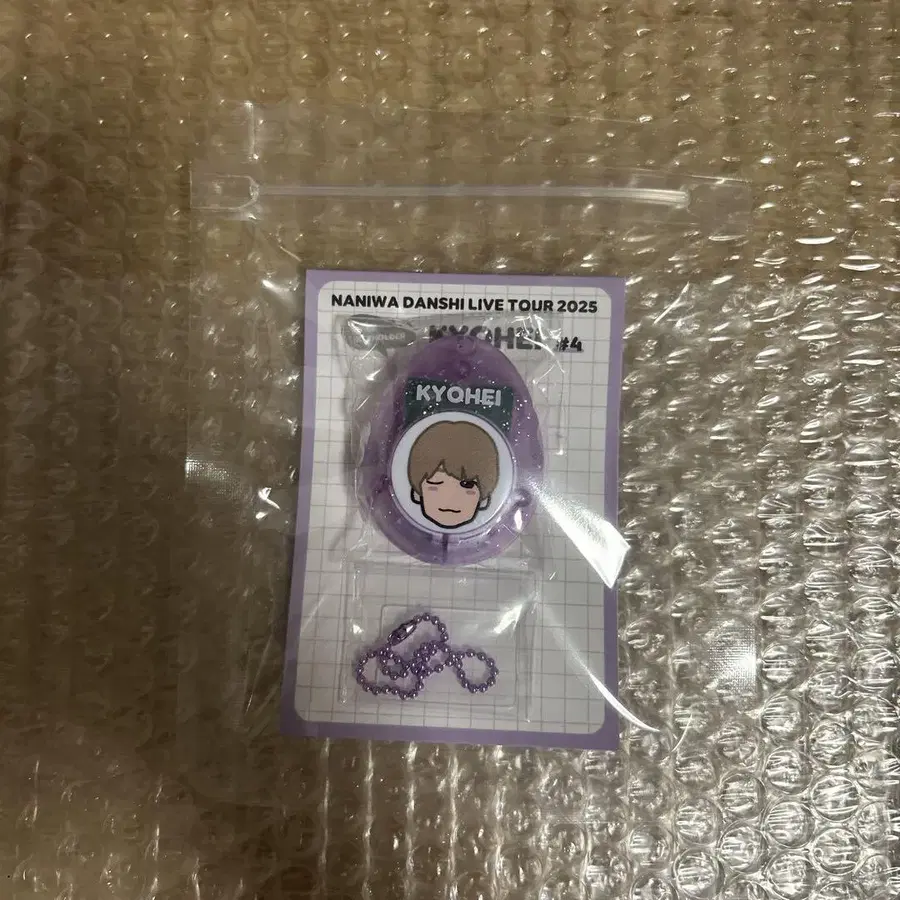 NANIWA DANSHI LIVE TOUR 2025
KYOHEI #4
KYOHEI